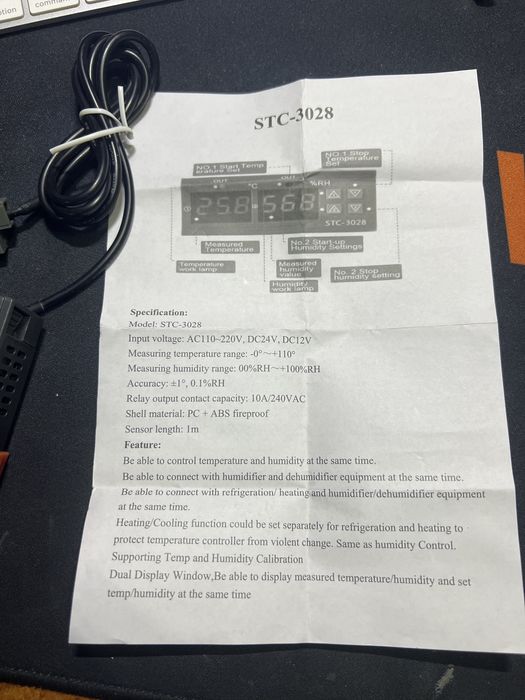 tion
STC-3028
NO.1 Start Temp
erature Set
NO.1 Stop
Temperature
Set
OUT
°C
OUT
%RH
258
568
STC-3028
Measured
Temperature
No.2 Start-up
Humidity Settings
Temperature
work lamp
Measured
humidity
value
No. 2 Stop
humidity setting
Humidity
work lamp
Specification:
Model: STC-3028
Input voltage: AC110~220V, DC24V, DC12V
Measuring temperature range: -0°～+110°
Measuring humidity range: 00%RH～+100%RH
Accuracy: ±1°, 0.1%RH
Relay output contact capacity: 10A/240VAC
Shell material: PC + ABS fireproof
Sensor length: 1m
Feature:
Be able to control temperature and humidity at the same time.
Be able to connect with humidifier and dehumidifier equipment at the same time.
Be able to connect with refrigeration/ heating and humidifier/dehumidifier equipment
at the same time.
Heating/Cooling function could be set separately for refrigeration and heating to
protect temperature controller from violent change. Same as humidity Control.
Supporting Temp and Humidity Calibration
Dual Display Window,Be able to display measured temperature/humidity and set
temp/humidity at the same time